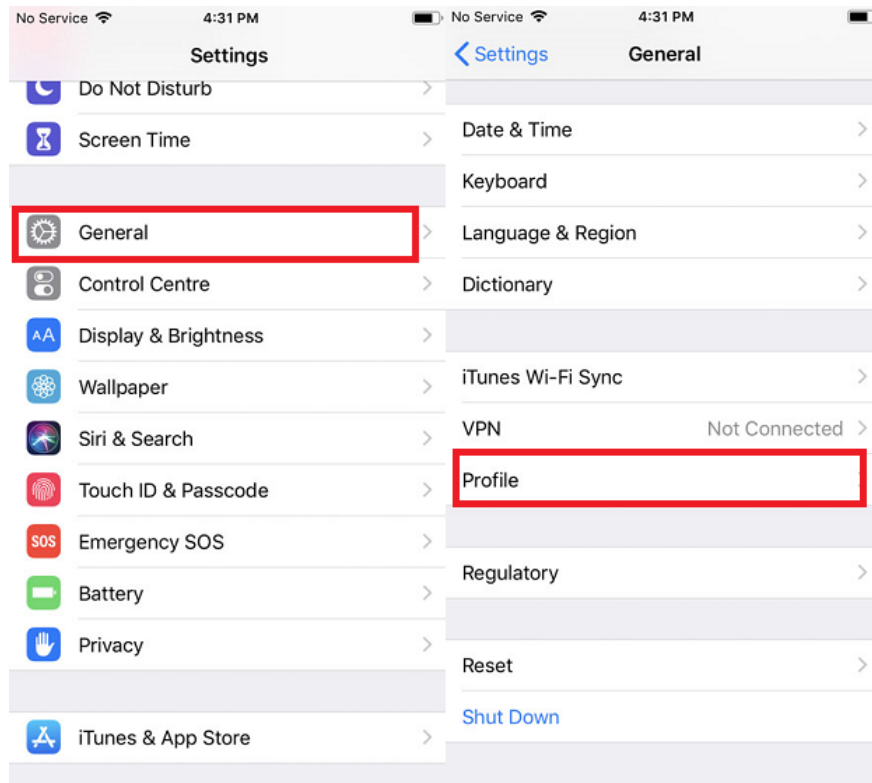 No Service 4:31 PM
Settings
Do Not Disturb
Screen Time
General
Control Centre
AA Display & Brightness
Wallpaper
Siri & Search
Touch ID & Passcode
SOS Emergency SOS
Battery
Privacy
iTunes & App Store
No Service 4:31 PM
Settings General
Date & Time
Keyboard
Language & Region
Dictionary
iTunes Wi-Fi Sync
VPN Not Connected
Profile
Regulatory
Reset
Shut Down